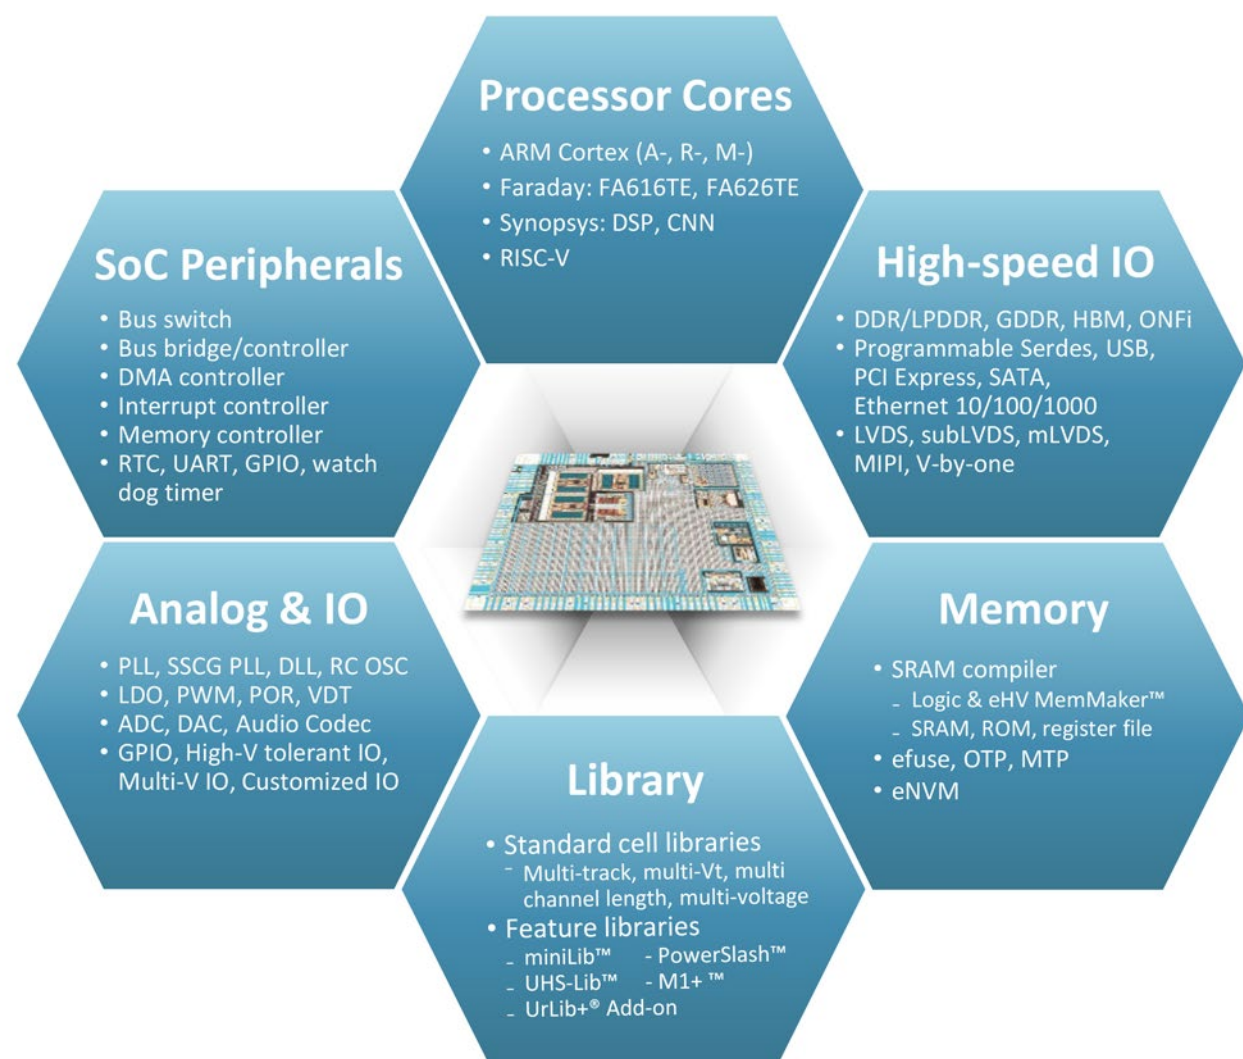 Processor Cores
• ARM Cortex (A-, R-, M-)
• Faraday: FA616TE, FA626TE
• Synopsys: DSP, CNN
• RISC-V
SoC Peripherals
• Bus switch
• Bus bridge/controller
• DMA controller
• Interrupt controller
• Memory controller
• RTC, UART, GPIO, watch
dog timer
High-speed IO
• DDR/LPDDR, GDDR, HBM, ONFi
• Programmable Serdes, USB,
PCI Express, SATA,
Ethernet 10/100/1000
• LVDS, subLVDS, mLVDS,
MIPI, V-by-one
Analog & IO
• PLL, SSCG PLL, DLL, RC OSC
• LDO, PWM, POR, VDT
• ADC, DAC, Audio Codec
• GPIO, High-V tolerant IO,
Multi-V IO, Customized IO
Memory
• SRAM compiler
– Logic & eHV MemMaker™
– SRAM, ROM, register file
• efuse, OTP, MTP
• eNVM
Library
• Standard cell libraries
– Multi-track, multi-Vt, multi
channel length, multi-voltage
• Feature libraries
– miniLib™ - PowerSlash™
– UHS-Lib™ - M1+ ™
– UrLib+® Add-on